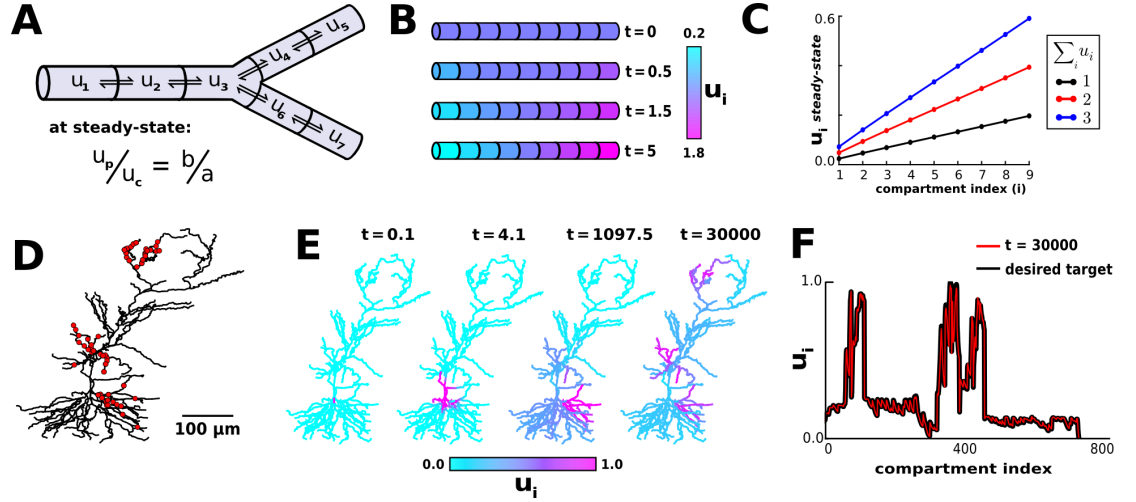 A
u₁
u₂
u₃
u₄
u₅
u₆
u₇
at steady-state:
uₚ/u꜀ = b/a
B
t = 0
t = 0.5
t = 1.5
t = 5
0.2
uᵢ
1.8
C
0.6
0.0
uᵢ steady-state
1 2 3 4 5 6 7 8 9
compartment index (i)
∑ᵢ uᵢ
1
2
3
D
100 μm
E
t = 0.1
t = 4.1
t = 1097.5
t = 30000
0.0
1.0
uᵢ
F
t = 30000
desired target
1.0
uᵢ
0.0
400
800
compartment index